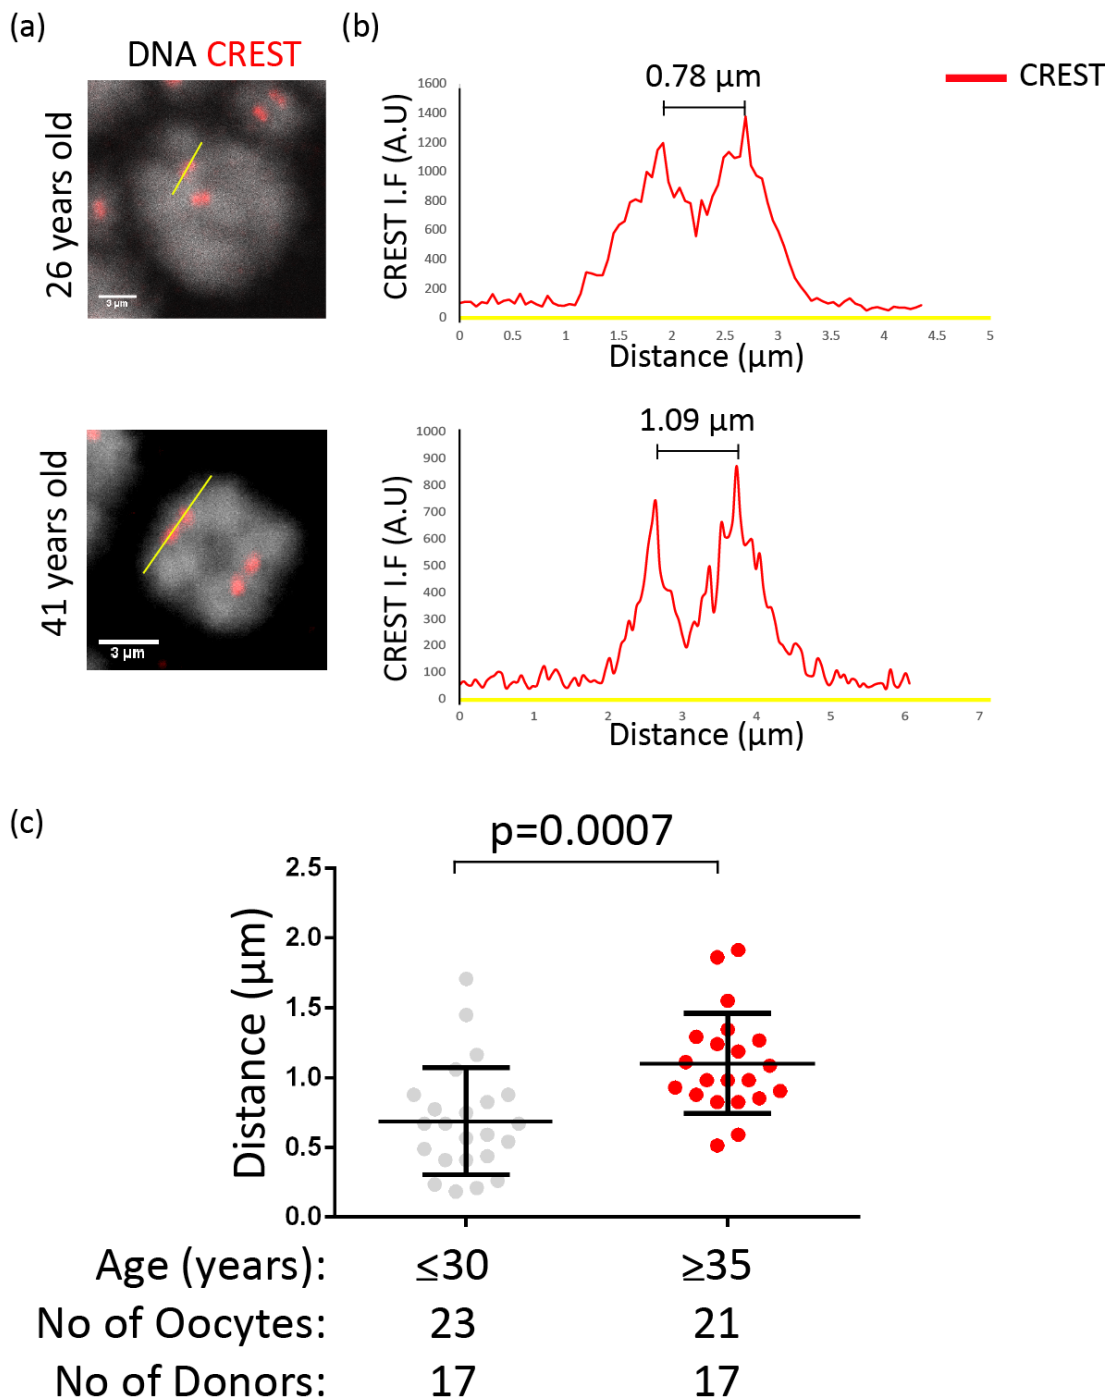 (a)
DNA CREST
26 years old
3 µm
(b)
CREST
0.78 µm
CREST I.F (A.U)
1600
1400
1200
1000
800
600
400
200
0
0 0.5 1 1.5 2 2.5 3 3.5 4 4.5 5
Distance (µm)
41 years old
3 µm
1.09 µm
CREST I.F (A.U)
1000
900
800
700
600
500
400
300
200
100
0
0 1 2 3 4 5 6 7
Distance (µm)
(c)
p=0.0007
Distance (µm)
2.5
2.0
1.5
1.0
0.5
0.0
Age (years): ≤30 ≥35
No of Oocytes: 23 21
No of Donors: 17 17